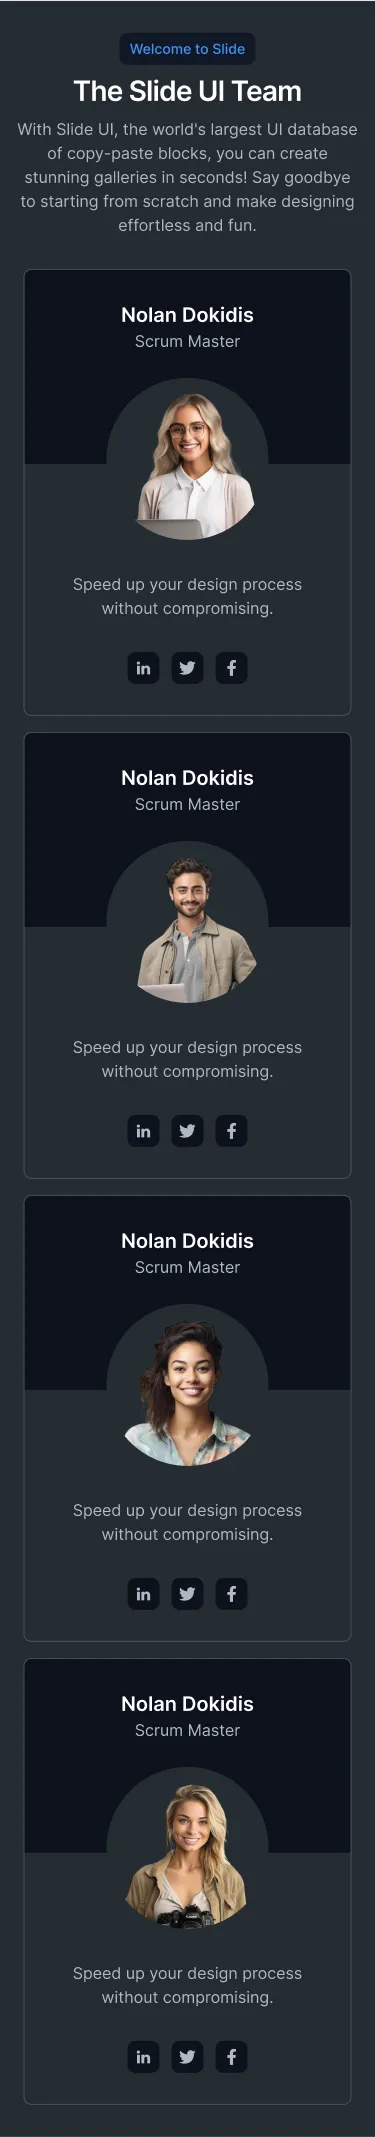 Welcome to Slide
The Slide UI Team
With Slide UI, the world's largest UI database
of copy-paste blocks, you can create
stunning galleries in seconds! Say goodbye
to starting from scratch and make designing
effortless and fun.
Nolan Dokidis
Scrum Master
Speed up your design process
without compromising.
in
f
Nolan Dokidis
Scrum Master
Speed up your design process
without compromising.
in
f
Nolan Dokidis
Scrum Master
Speed up your design process
without compromising.
in
f
Nolan Dokidis
Scrum Master
Speed up your design process
without compromising.
in
f